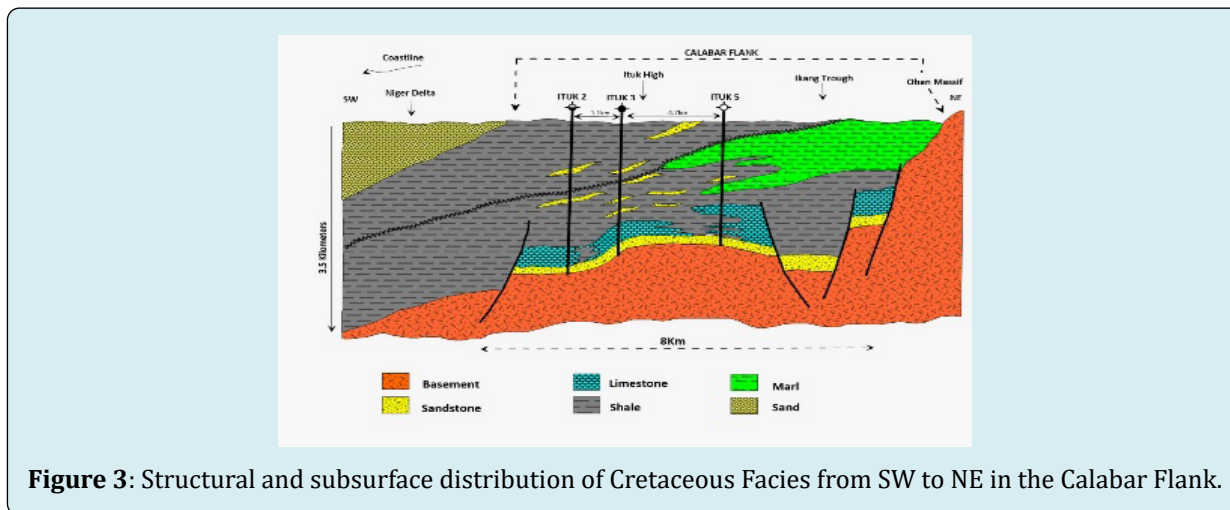 CALABAR FLANK
Coastline
Ituk High
Ikang Trough
Oban Massif
SW
Niger Delta
ITUK 2
ITUK 3
ITUK 5
NE
3.5 Kilometers
8Km
Basement
Limestone
Marl
Sandstone
Shale
Sand
Figure 3: Structural and subsurface distribution of Cretaceous Facies from SW to NE in the Calabar Flank.